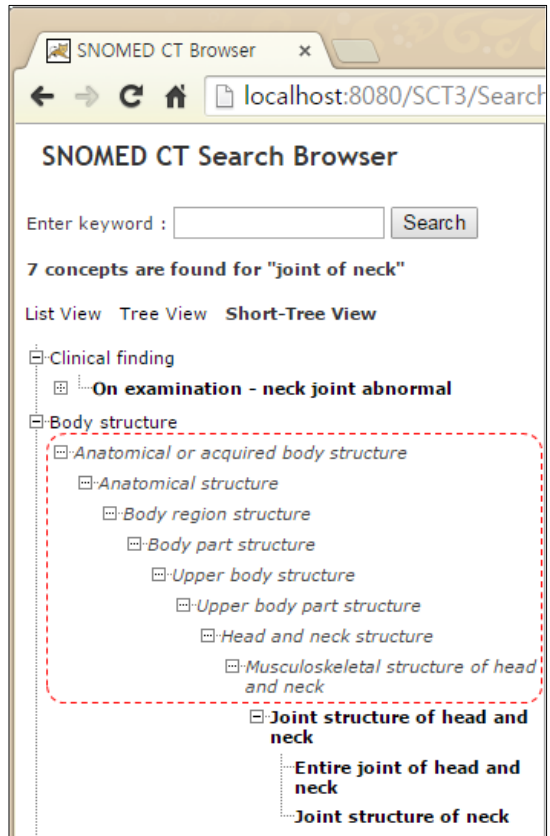 SNOMED CT Browser
localhost:8080/SCT3/Search
SNOMED CT Search Browser
Enter keyword :
Search
7 concepts are found for "joint of neck"
List View Tree View Short-Tree View
Clinical finding
On examination - neck joint abnormal
Body structure
Anatomical or acquired body structure
Anatomical structure
Body region structure
Body part structure
Upper body structure
Upper body part structure
Head and neck structure
Musculoskeletal structure of head
and neck
Joint structure of head and
neck
Entire joint of head and
neck
Joint structure of neck